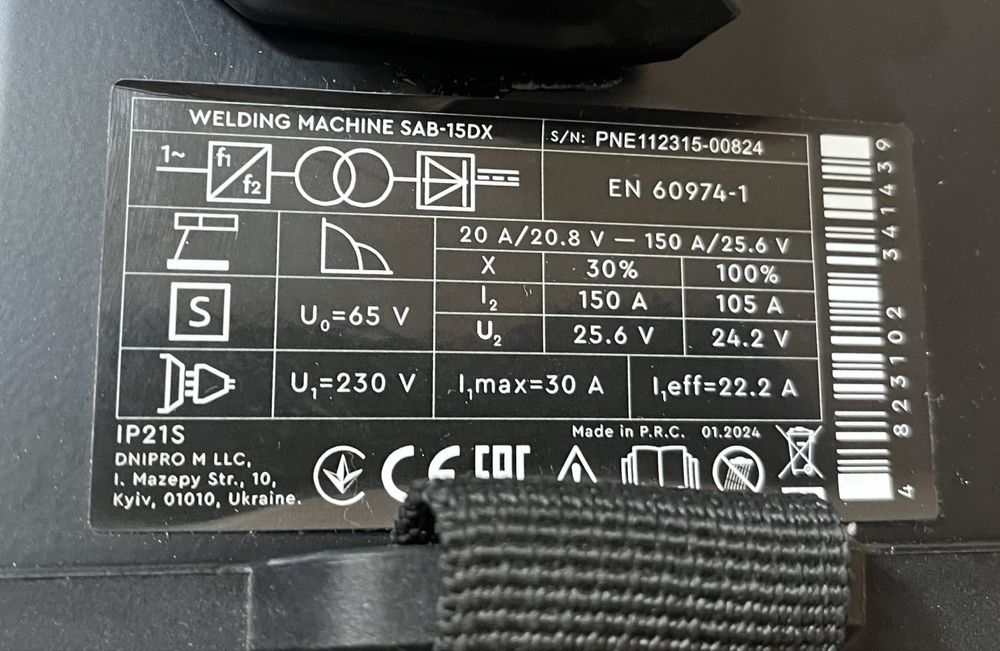 WELDING MACHINE SAB-15DX
S/N: PNE112315-00824
1~ f₁ f₂
EN 60974-1
20 A/20.8 V — 150 A/25.6 V
X 30% 100%
S U₀=65 V
I₂ 150 A 105 A
U₂ 25.6 V 24.2 V
U₁=230 V I₁max=30 A I₁eff=22.2 A
IP21S
Made in P.R.C. 01.2024
DNIPRO M LLC,
I. Mazepy Str., 10,
Kyiv, 01010, Ukraine.
CE EAC
4 823102 341439